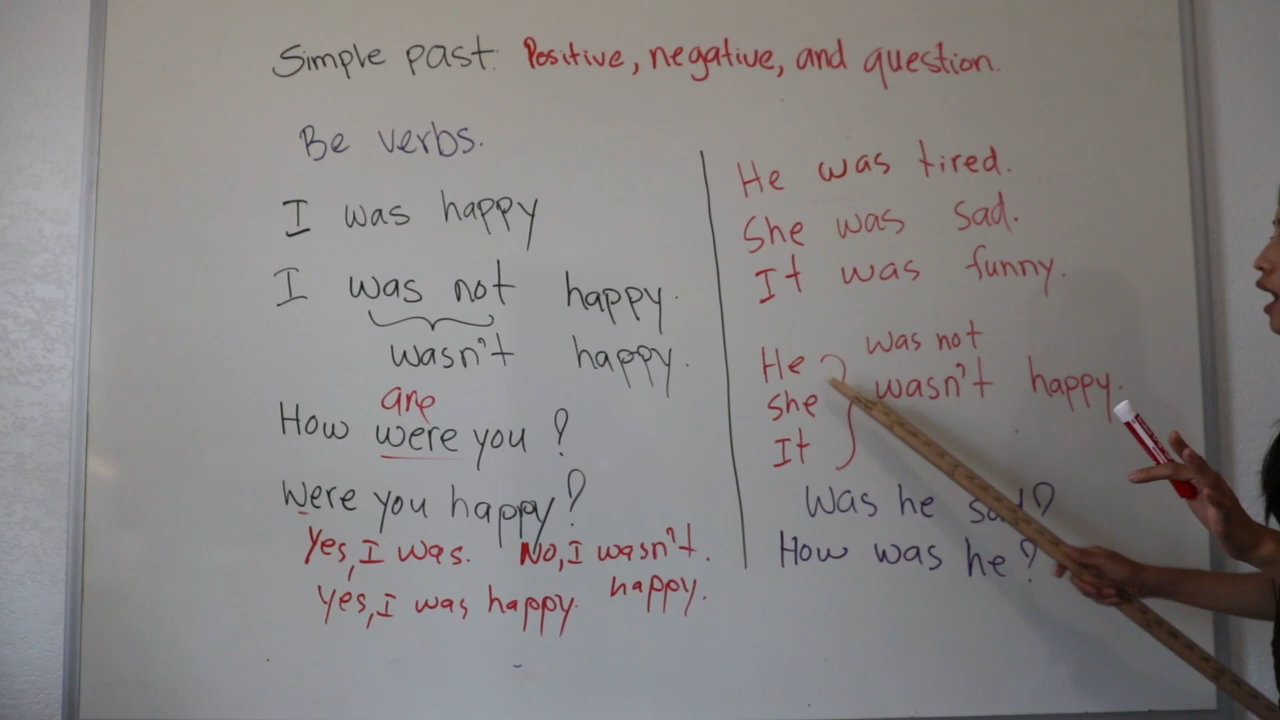 Simple past: Positive, negative, and question.
Be verbs.
I was happy
I was not happy.
wasn't happy.
are
How were you?
Were you happy?
Yes, I was. No, I wasn't.
Yes, I was happy. happy.
He was tired.
She was sad.
It was funny.
was not
He
wasn't happy.
She
It
Was he sad?
How was he?